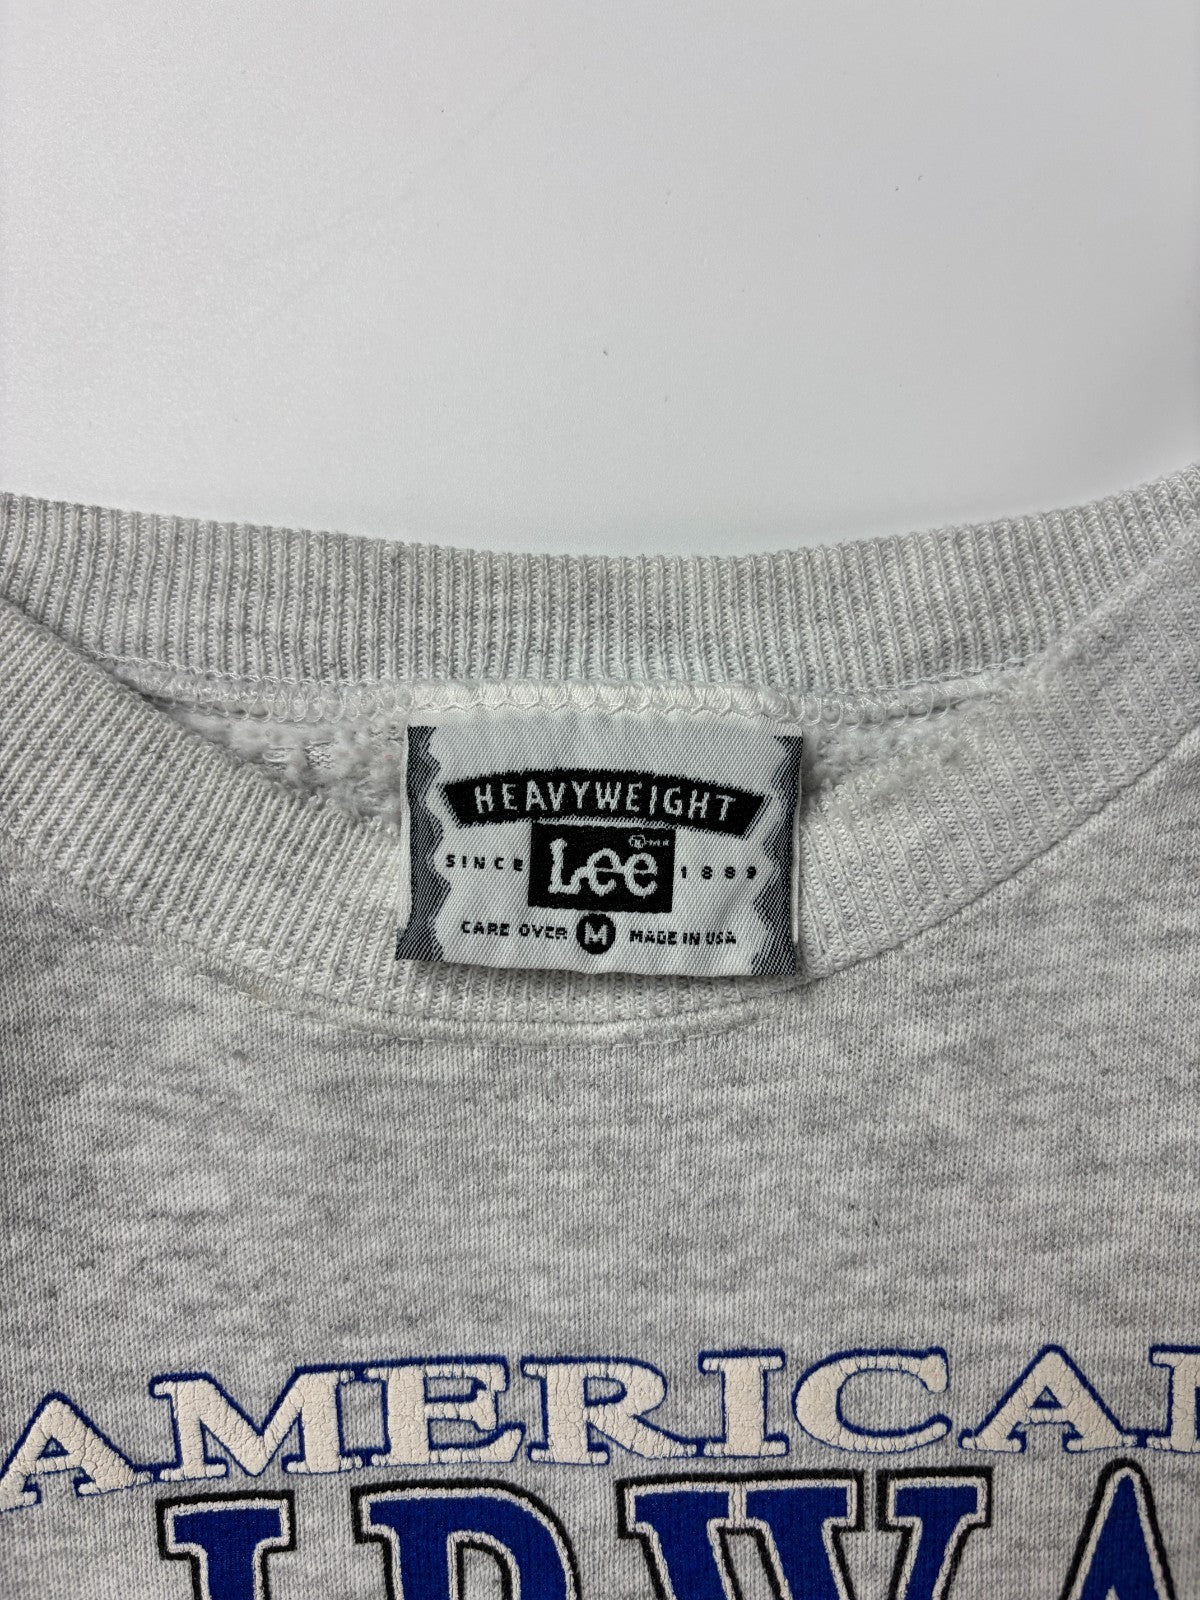 HEAVYWEIGHT
SINCE Lee 1889
CARE OVER M MADE IN USA
AMERICA